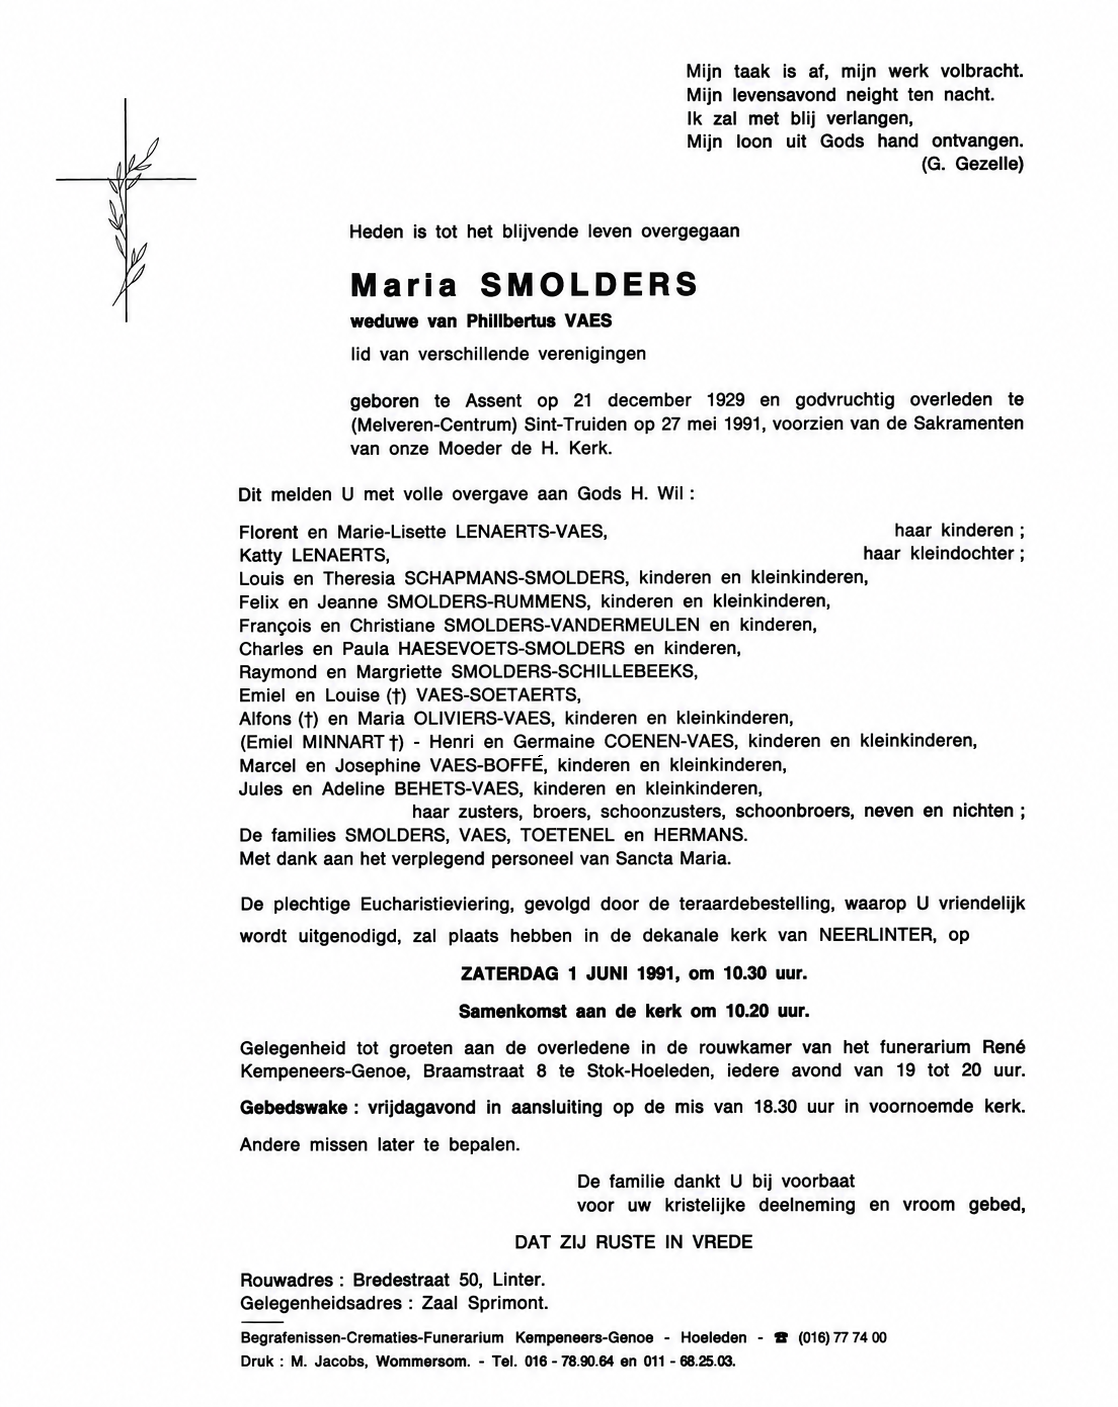 Mijn taak is af, mijn werk volbracht.
Mijn levensavond neight ten nacht.
Ik zal met blij verlangen,
Mijn loon uit Gods hand ontvangen.
(G. Gezelle)
Heden is tot het blijvende leven overgegaan
Maria SMOLDERS
weduwe van Phillbertus VAES
lid van verschillende verenigingen
geboren te Assent op 21 december 1929 en godvruchtig overleden te
(Melveren-Centrum) Sint-Truiden op 27 mei 1991, voorzien van de Sakramenten
van onze Moeder de H. Kerk.
Dit melden U met volle overgave aan Gods H. Wil :
Florent en Marie-Lisette LENAERTS-VAES, haar kinderen ;
Katty LENAERTS, haar kleindochter ;
Louis en Theresia SCHAPMANS-SMOLDERS, kinderen en kleinkinderen,
Felix en Jeanne SMOLDERS-RUMMENS, kinderen en kleinkinderen,
François en Christiane SMOLDERS-VANDERMEULEN en kinderen,
Charles en Paula HAESEVOETS-SMOLDERS en kinderen,
Raymond en Margriette SMOLDERS-SCHILLEBEEKS,
Emiel en Louise (†) VAES-SOETAERTS,
Alfons (†) en Maria OLIVIERS-VAES, kinderen en kleinkinderen,
(Emiel MINNART †) - Henri en Germaine COENEN-VAES, kinderen en kleinkinderen,
Marcel en Josephine VAES-BOFFÉ, kinderen en kleinkinderen,
Jules en Adeline BEHETS-VAES, kinderen en kleinkinderen,
haar zusters, broers, schoonzusters, schoonbroers, neven en nichten ;
De families SMOLDERS, VAES, TOETENEL en HERMANS.
Met dank aan het verplegend personeel van Sancta Maria.
De plechtige Eucharistieviering, gevolgd door de teraardebestelling, waarop U vriendelijk
wordt uitgenodigd, zal plaats hebben in de dekanale kerk van NEERLINTER, op
ZATERDAG 1 JUNI 1991, om 10.30 uur.
Samenkomst aan de kerk om 10.20 uur.
Gelegenheid tot groeten aan de overledene in de rouwkamer van het funerarium René
Kempeneers-Genoe, Braamstraat 8 te Stok-Hoeleden, iedere avond van 19 tot 20 uur.
Gebedswake : vrijdagavond in aansluiting op de mis van 18.30 uur in voornoemde kerk.
Andere missen later te bepalen.
De familie dankt U bij voorbaat
voor uw kristelijke deelneming en vroom gebed,
DAT ZIJ RUSTE IN VREDE
Rouwadres : Bredestraat 50, Linter.
Gelegenheidsadres : Zaal Sprimont.
Begrafenissen-Crematies-Funerarium Kempeneers-Genoe - Hoeleden - ☎ (016) 77 74 00
Druk : M. Jacobs, Wommersom. - Tel. 016 - 78.90.64 en 011 - 68.25.03.